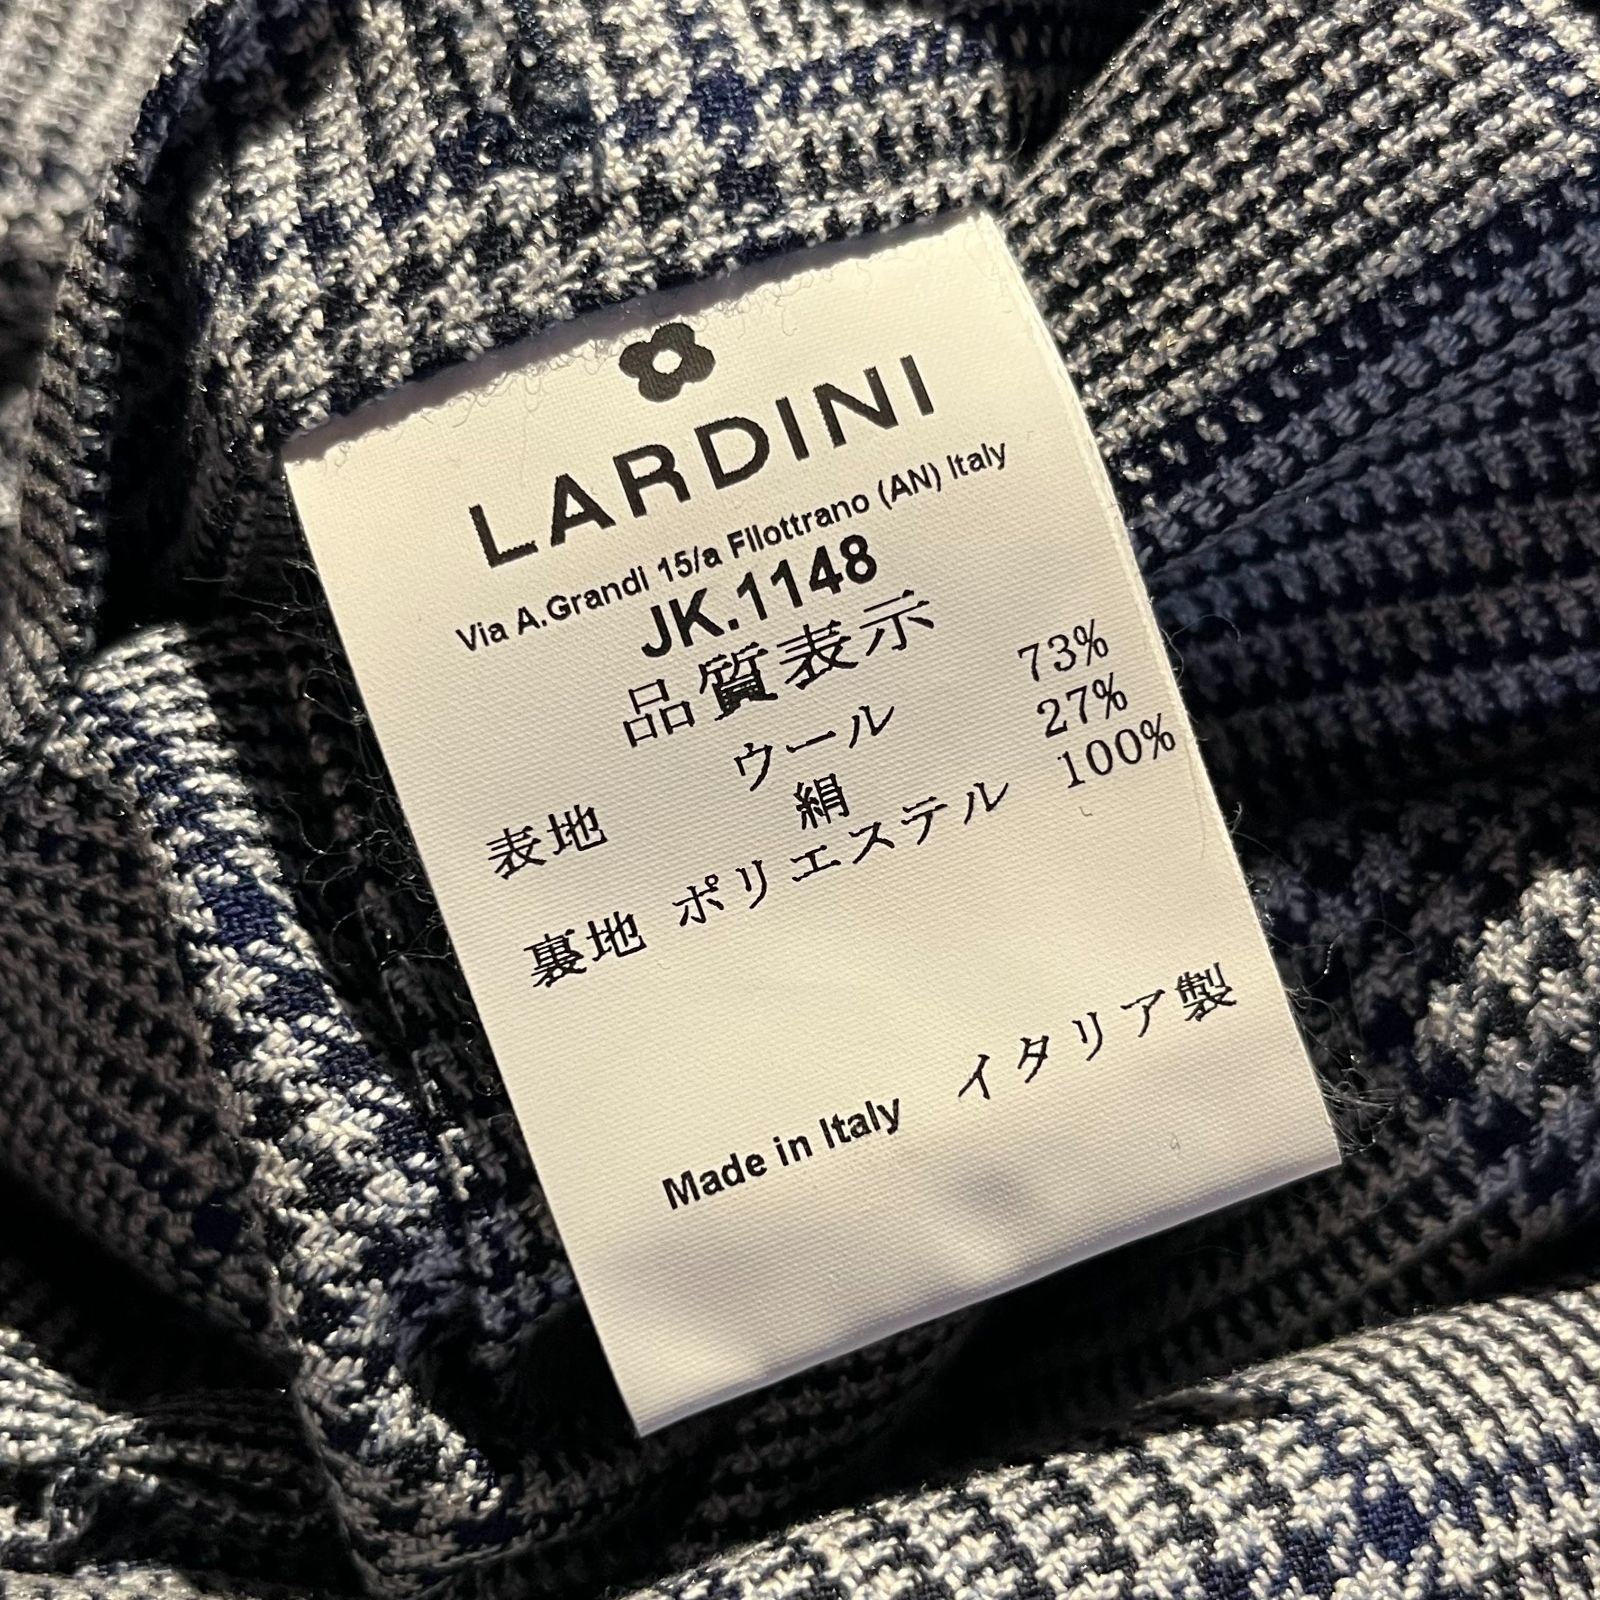 LARDINI
Via A.Grandi 15/a Filottrano (AN) Italy
JK.1148
品質表示
表地 ウール 73%
絹 27%
裏地 ポリエステル 100%
Made in Italy イタリア製